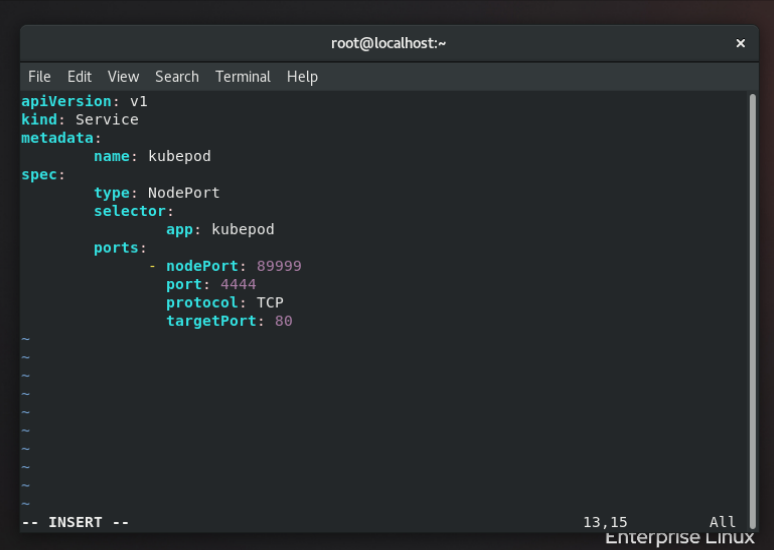 root@localhost:~
×
File Edit View Search Terminal Help
apiVersion: v1
kind: Service
metadata:
        name: kubepod
spec:
        type: NodePort
        selector:
                app: kubepod
        ports:
              - nodePort: 89999
                port: 4444
                protocol: TCP
                targetPort: 80
~
~
~
~
~
~
~
~
~
~
-- INSERT -- 13,15 All
Enterprise Linux